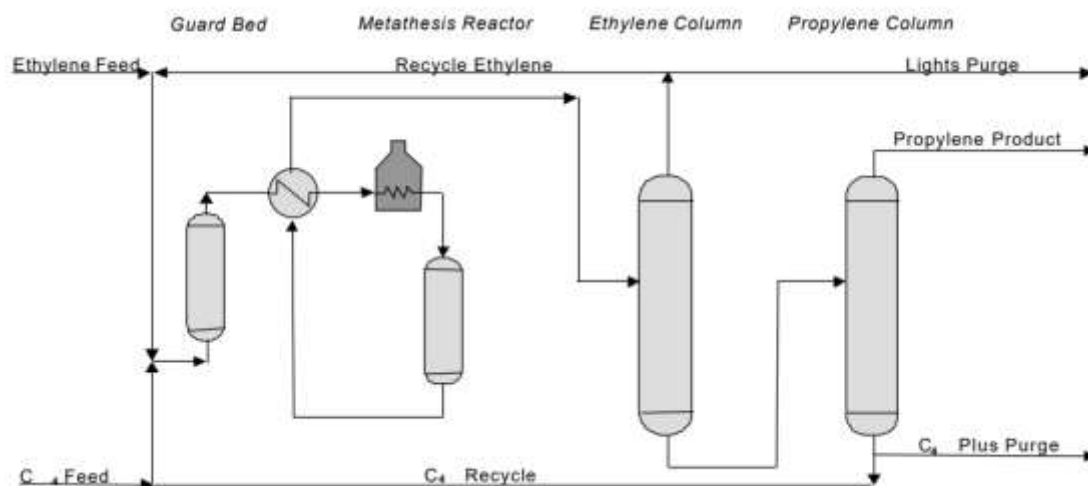 Guard Bed Metathesis Reactor Ethylene Column Propylene Column
Ethylene Feed Recycle Ethylene Lights Purge
Propylene Product
C₄ Plus Purge
C ₄ Feed C₄ Recycle